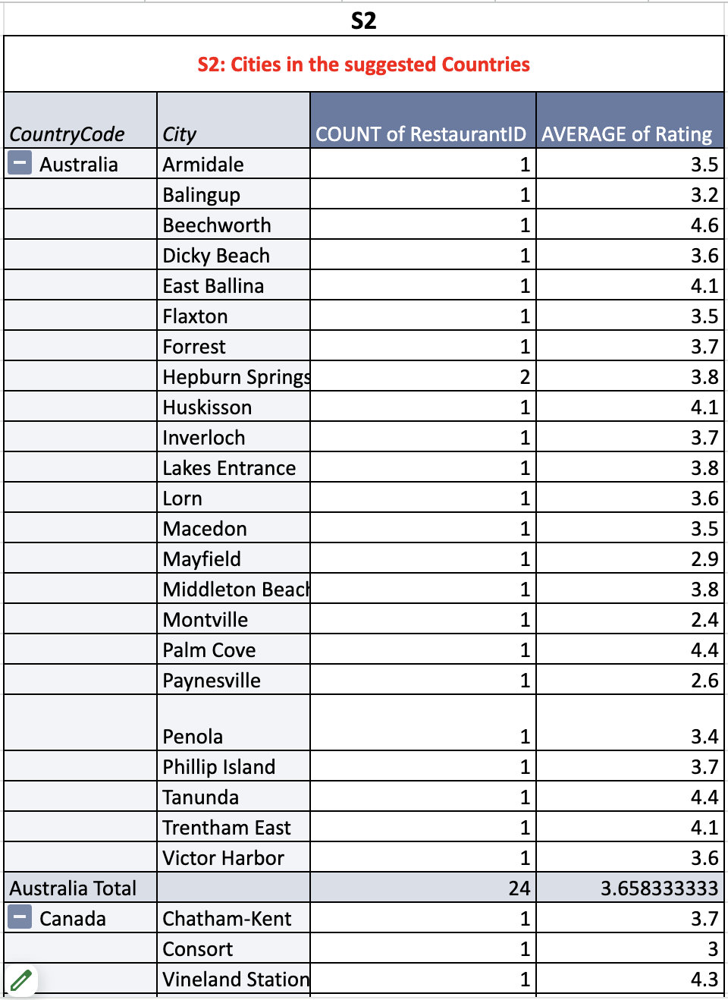 S2
S2: Cities in the suggested Countries
CountryCode City COUNT of RestaurantID AVERAGE of Rating
Australia Armidale 1 3.5
Balingup 1 3.2
Beechworth 1 4.6
Dicky Beach 1 3.6
East Ballina 1 4.1
Flaxton 1 3.5
Forrest 1 3.7
Hepburn Springs 2 3.8
Huskisson 1 4.1
Inverloch 1 3.7
Lakes Entrance 1 3.8
Lorn 1 3.6
Macedon 1 3.5
Mayfield 1 2.9
Middleton Beach 1 3.8
Montville 1 2.4
Palm Cove 1 4.4
Paynesville 1 2.6
Penola 1 3.4
Phillip Island 1 3.7
Tanunda 1 4.4
Trentham East 1 4.1
Victor Harbor 1 3.6
Australia Total 24 3.658333333
Canada Chatham-Kent 1 3.7
Consort 1 3
Vineland Station 1 4.3